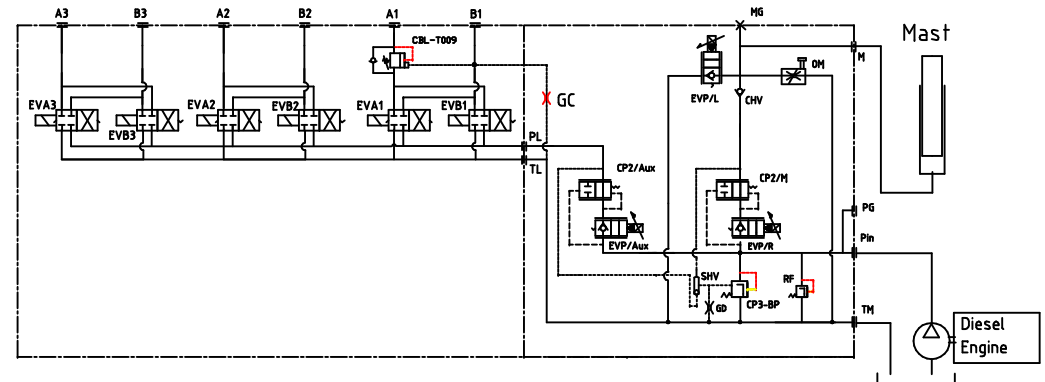 A3 B3 A2 B2 A1 B1 MG
Mast
CBL-T009
M
OM
EVP/L
CHV
GC
EVA3 EVB3 EVA2 EVB2 EVA1 EVB1
PL
TL
CP2/Aux CP2/M
PG
EVP/Aux EVP/R
Pin
SHV RF
GD CP3-BP
TM
Diesel
Engine